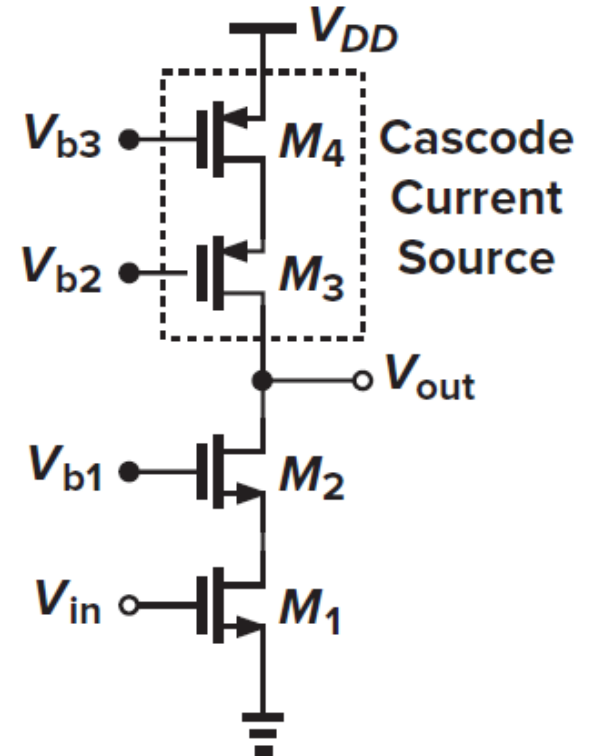 VDD
Vb3
M4
Cascode
Current
Source
Vb2
M3
Vout
Vb1
M2
Vin
M1